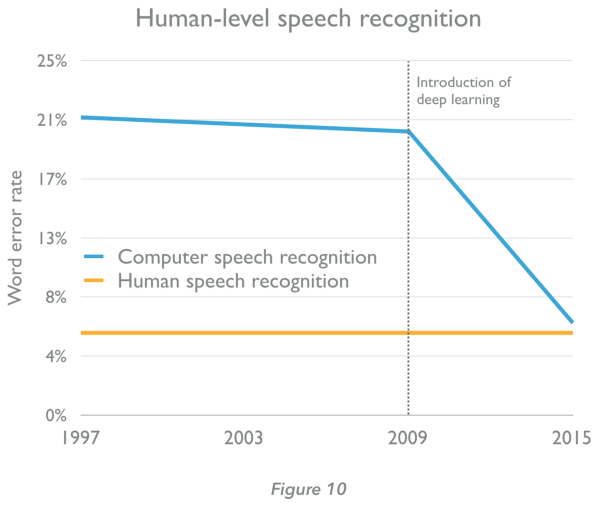 Human-level speech recognition
25%
Introduction of
deep learning
21%
17%
Word error rate
13%
Computer speech recognition
Human speech recognition
8%
4%
0%
1997 2003 2009 2015
Figure 10